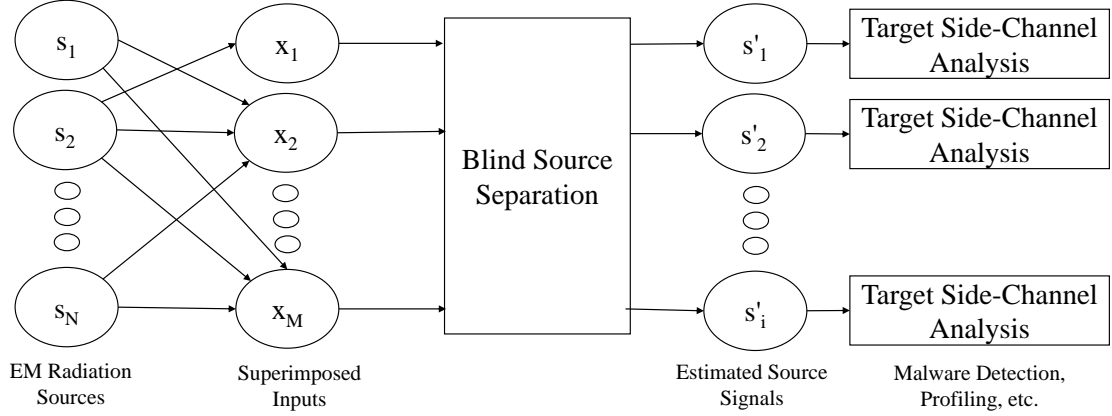 s1
x1
s'1
Target Side-Channel
Analysis
s2
x2
Blind Source
Separation
s'2
Target Side-Channel
Analysis
sN
xM
s'i
Target Side-Channel
Analysis
EM Radiation
Sources
Superimposed
Inputs
Estimated Source
Signals
Malware Detection,
Profiling, etc.